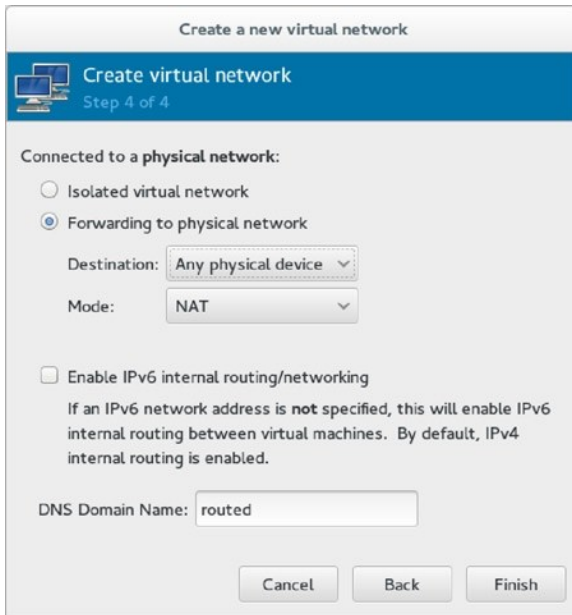 Create a new virtual network
Create virtual network
Step 4 of 4
Connected to a physical network:
Isolated virtual network
Forwarding to physical network
Destination: Any physical device
Mode: NAT
Enable IPv6 internal routing/networking
If an IPv6 network address is not specified, this will enable IPv6
internal routing between virtual machines. By default, IPv4
internal routing is enabled.
DNS Domain Name: routed
Cancel Back Finish